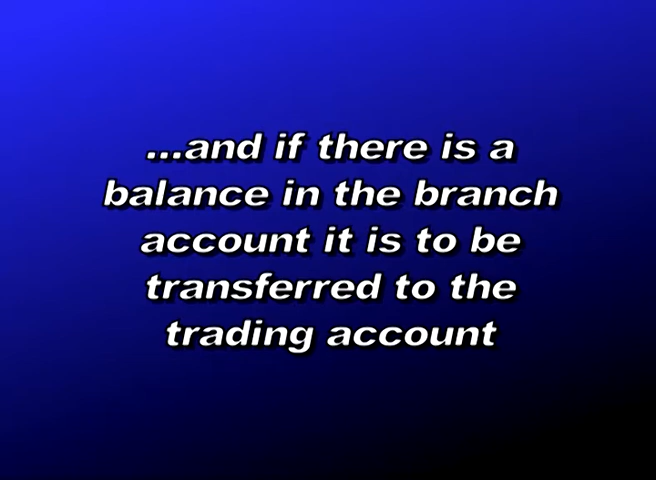 ...and if there is a
balance in the branch
account it is to be
transferred to the
trading account